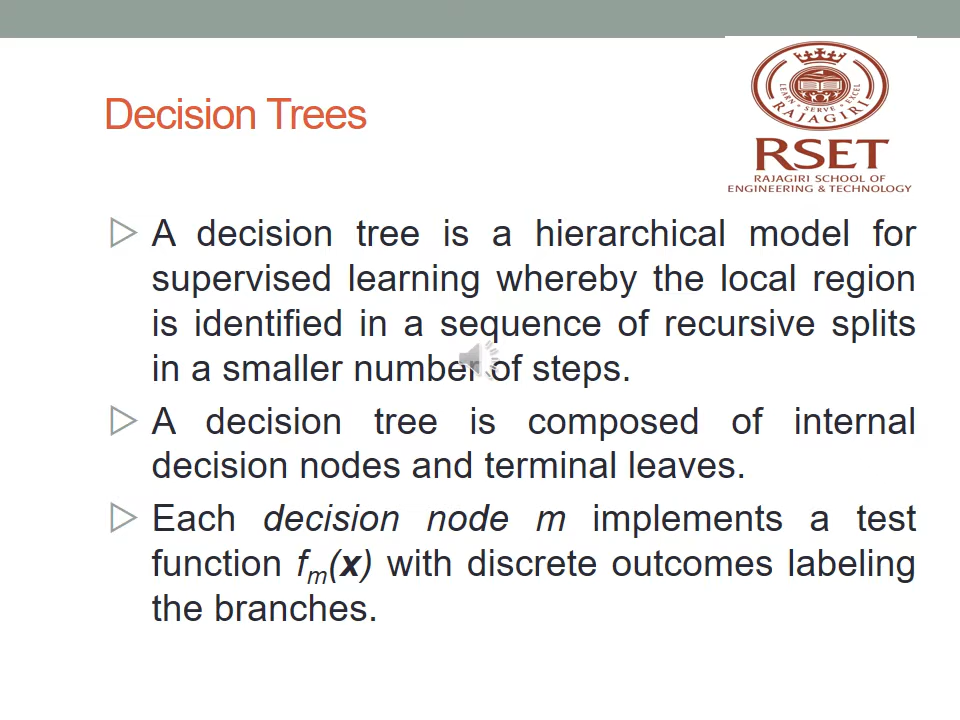 Decision Trees
LEARN • SERVE • EXCEL
RAJAGIRI
RSET
RAJAGIRI SCHOOL OF
ENGINEERING & TECHNOLOGY
A decision tree is a hierarchical model for
supervised learning whereby the local region
is identified in a sequence of recursive splits
in a smaller number of steps.
A decision tree is composed of internal
decision nodes and terminal leaves.
Each decision node m implements a test
function fm(x) with discrete outcomes labeling
the branches.